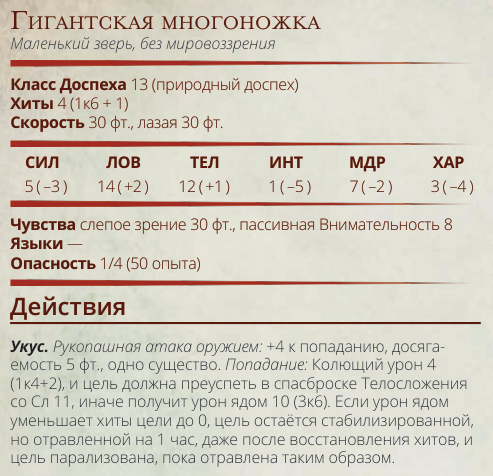 Гигантская многоножка
Маленький зверь, без мировоззрения
Класс Доспеха 13 (природный доспех)
Хиты 4 (1к6 + 1)
Скорость 30 фт., лазая 30 фт.
СИЛ ЛОВ ТЕЛ ИНТ МДР ХАР
5 (–3) 14 (+2) 12 (+1) 1 (–5) 7 (–2) 3 (–4)
Чувства слепое зрение 30 фт., пассивная Внимательность 8
Языки —
Опасность 1/4 (50 опыта)
Действия
Укус. Рукопашная атака оружием: +4 к попаданию, досяга-
емость 5 фт., одно существо. Попадание: Колющий урон 4
(1к4+2), и цель должна преуспеть в спасброске Телосложения
со Сл 11, иначе получит урон ядом 10 (3к6). Если урон ядом
уменьшает хиты цели до 0, цель остаётся стабилизированной,
но отравленной на 1 час, даже после восстановления хитов, и
цель парализована, пока отравлена таким образом.